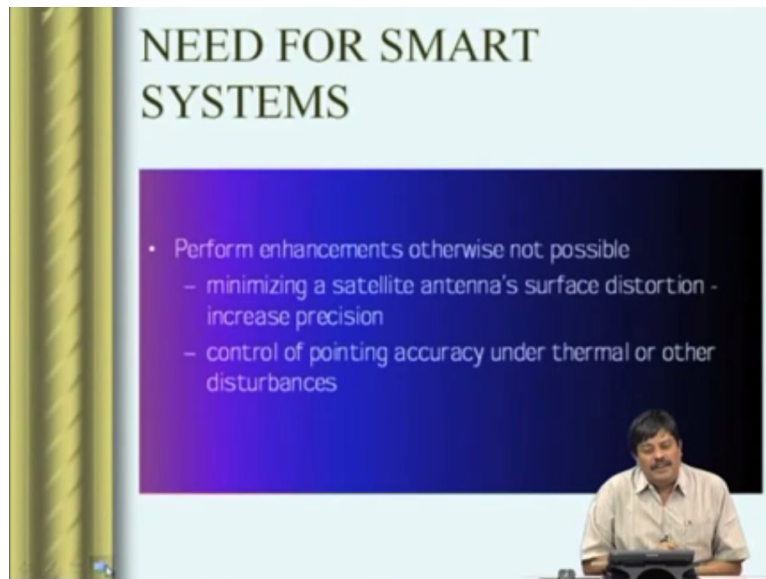 NEED FOR SMART
SYSTEMS
• Perform enhancements otherwise not possible
– minimizing a satellite antenna's surface distortion -
increase precision
– control of pointing accuracy under thermal or other
disturbances